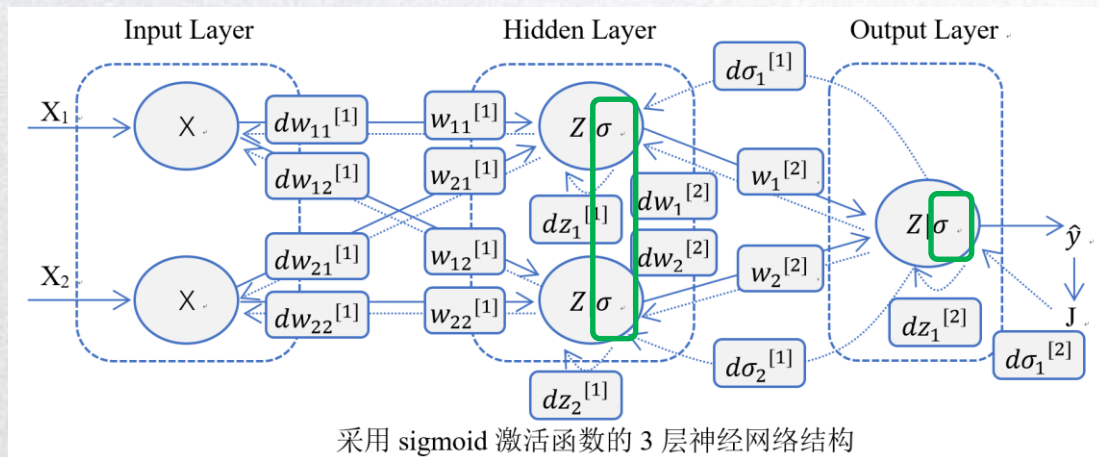 Input Layer
Hidden Layer
Output Layer
dσ₁^[1]
X₁
X
dw₁₁^[1]
w₁₁^[1]
Z|σ
dw₁₂^[1]
w₂₁^[1]
w₁^[2]
dw₁^[2]
dz₁^[1]
Z|σ
ŷ
dw₂₁^[1]
w₁₂^[1]
dw₂^[2]
w₂^[2]
X₂
X
dw₂₂^[1]
w₂₂^[1]
Z|σ
J
dz₁^[2]
dσ₂^[1]
dσ₁^[2]
dz₂^[1]
采用 sigmoid 激活函数的 3 层神经网络结构